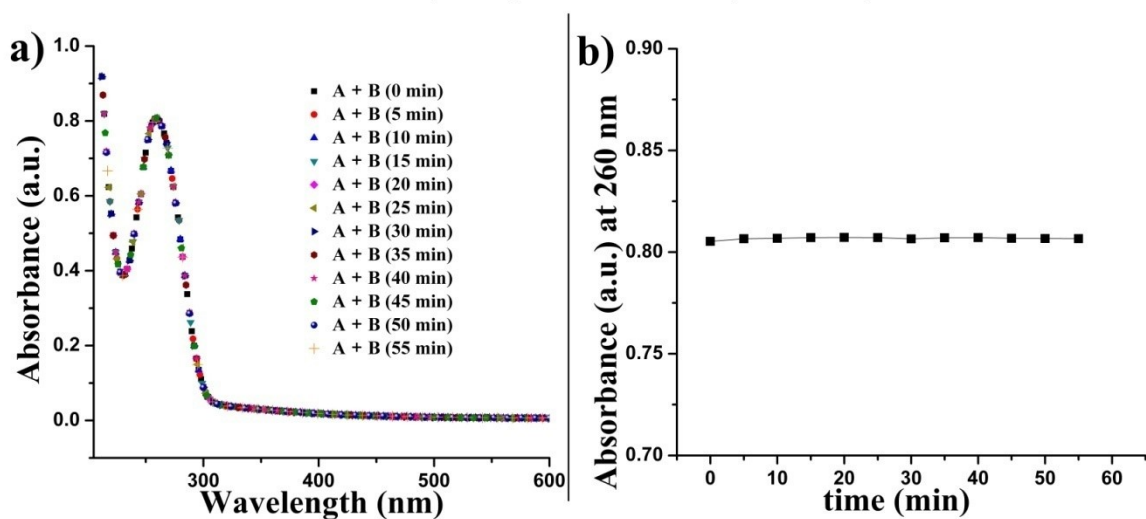 a)
1.0
0.8
0.6
0.4
0.2
0.0
Absorbance (a.u.)
A + B (0 min)
A + B (5 min)
A + B (10 min)
A + B (15 min)
A + B (20 min)
A + B (25 min)
A + B (30 min)
A + B (35 min)
A + B (40 min)
A + B (45 min)
A + B (50 min)
A + B (55 min)
300 400 500 600
Wavelength (nm)
b)
0.90
0.85
0.80
0.75
0.70
Absorbance (a.u.) at 260 nm
0 10 20 30 40 50 60
time (min)